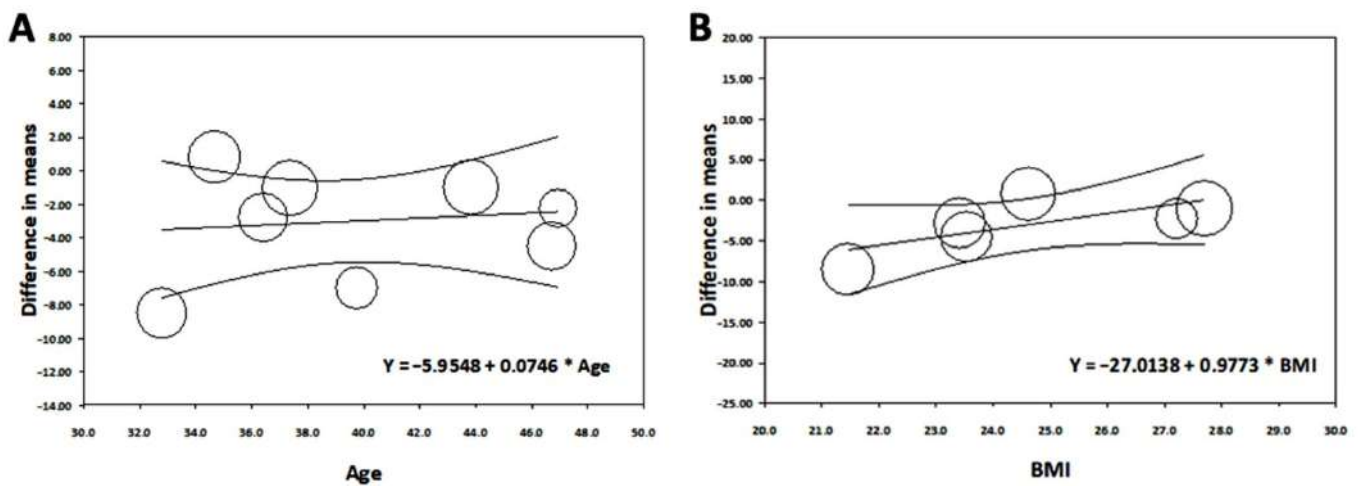 A
8.00
6.00
4.00
2.00
0.00
−2.00
−4.00
−6.00
−8.00
−10.00
−12.00
−14.00
Difference in means
Y = −5.9548 + 0.0746 * Age
30.0 32.0 34.0 36.0 38.0 40.0 42.0 44.0 46.0 48.0 50.0
Age
B
20.00
15.00
10.00
5.00
0.00
−5.00
−10.00
−15.00
−20.00
−25.00
Difference in means
Y = −27.0138 + 0.9773 * BMI
20.0 21.0 22.0 23.0 24.0 25.0 26.0 27.0 28.0 29.0 30.0
BMI